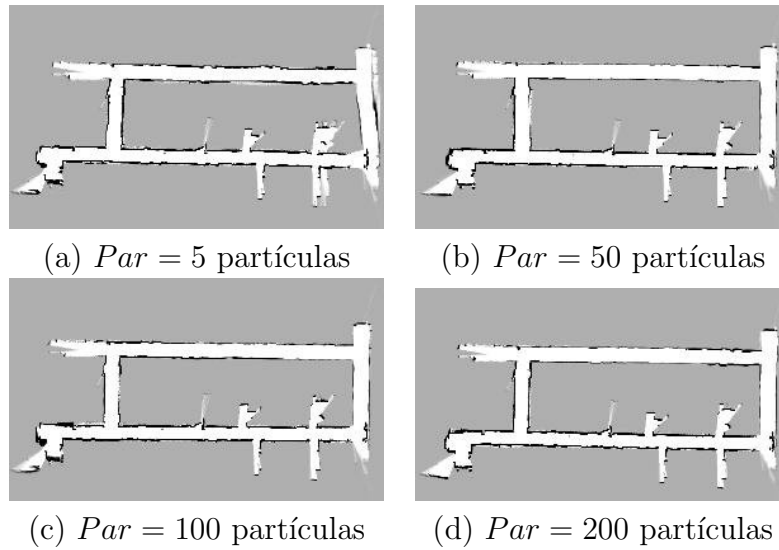 (a) Par = 5 partículas
(b) Par = 50 partículas
(c) Par = 100 partículas
(d) Par = 200 partículas